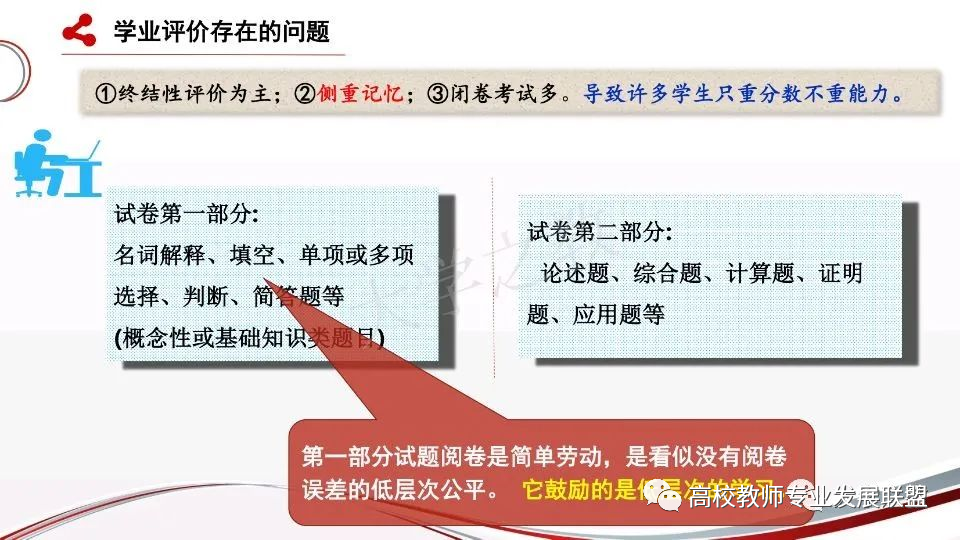 学业评价存在的问题
①终结性评价为主；②侧重记忆；③闭卷考试多。导致许多学生只重分数不重能力。
试卷第一部分:
名词解释、填空、单项或多项
选择、判断、简答题等
(概念性或基础知识类题目)
试卷第二部分:
论述题、综合题、计算题、证明
题、应用题等
第一部分试题阅卷是简单劳动，是看似没有阅卷
误差的低层次公平。 它鼓励的是低层次的学习
高校教师专业发展联盟